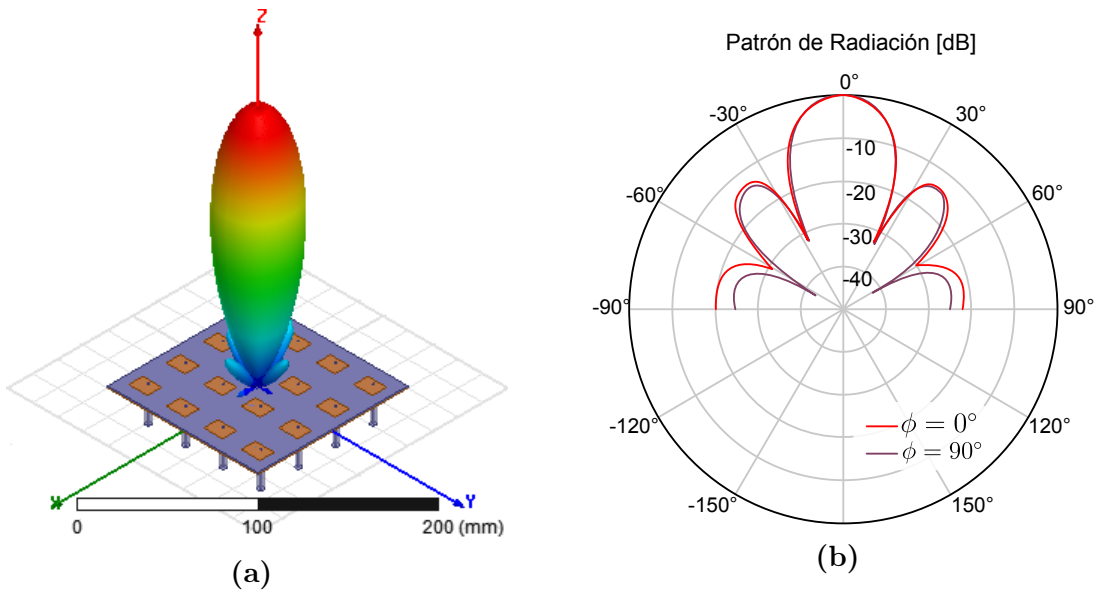 Z
X
Y
0
100
200 (mm)
(a)
Patrón de Radiación [dB]
0°
-30°
30°
-60°
60°
-90°
90°
-120°
120°
-150°
150°
-10
-20
-30
-40
ϕ = 0°
ϕ = 90°
(b)